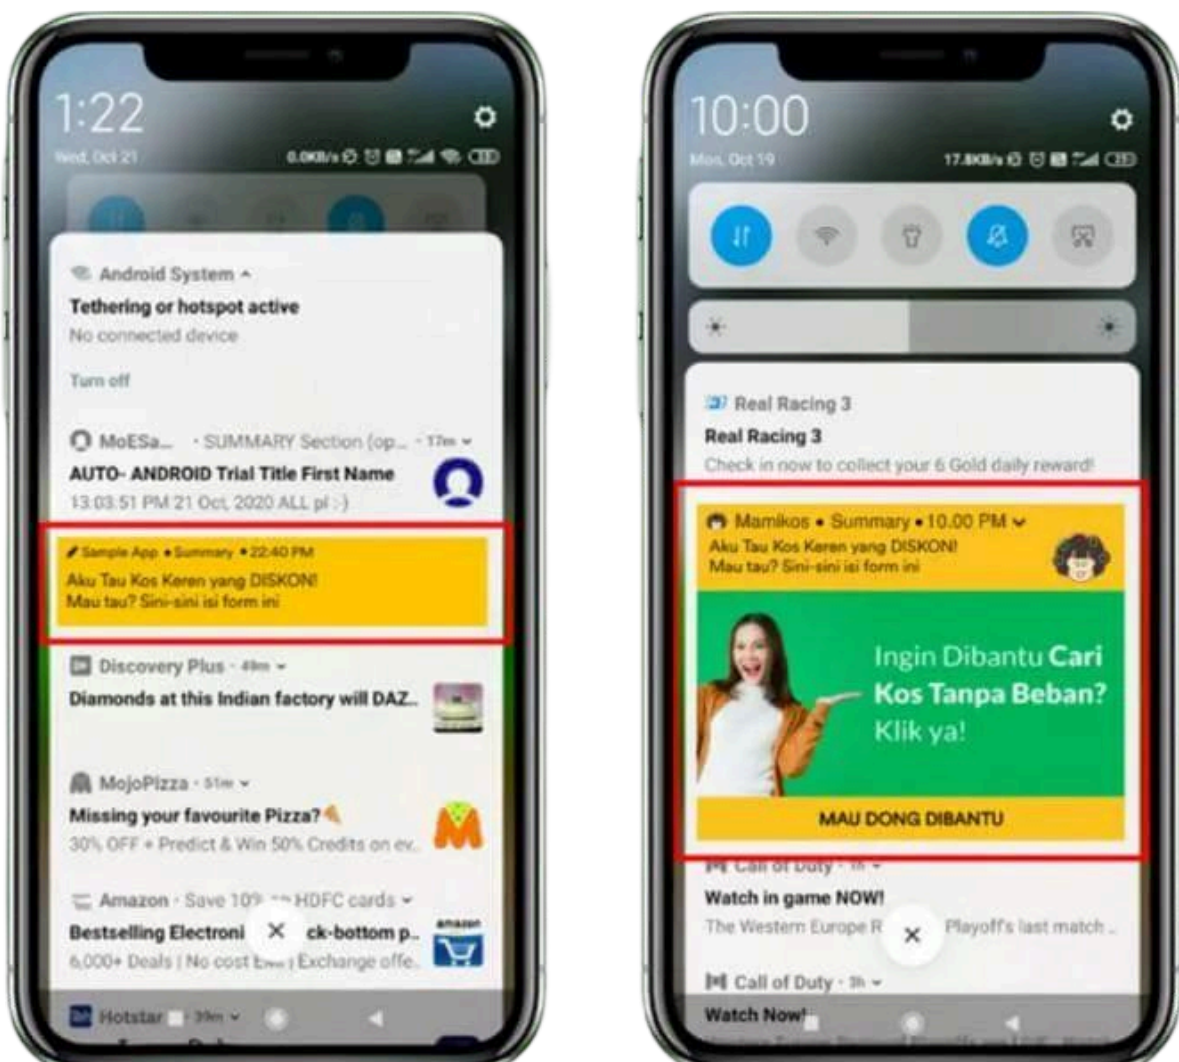 1:22
Wed, Oct 21
0.0KB/s
Android System
Tethering or hotspot active
No connected device
Turn off
MoESa... • SUMMARY Section (op... • 17m
AUTO- ANDROID Trial Title First Name
13:03:51 PM 21 Oct, 2020 ALL pl :-)
Sample App • Summary • 22:40 PM
Aku Tau Kos Keren yang DISKON!
Mau tau? Sini-sini isi form ini
Discovery Plus • 49m
Diamonds at this Indian factory will DAZ..
MojoPizza • 51m
Missing your favourite Pizza?
30% OFF + Predict & Win 50% Credits on ev..
Amazon • Save 10% HDFC cards
Bestselling Electroni ck-bottom p..
amazon
6,000+ Deals | No cost | Exchange offe..
Hotstar 39m
10:00
Mon, Oct 19
17.8KB/s
Real Racing 3
Real Racing 3
Check in now to collect your 6 Gold daily reward!
Mamikos • Summary • 10.00 PM
Aku Tau Kos Keren yang DISKON!
Mau tau? Sini-sini isi form ini
Ingin Dibantu Cari
Kos Tanpa Beban?
Klik ya!
MAU DONG DIBANTU
Call of Duty • 1h
Watch in game NOW!
The Western Europe R Playoff's last match ..
Call of Duty • 3h
Watch Now!